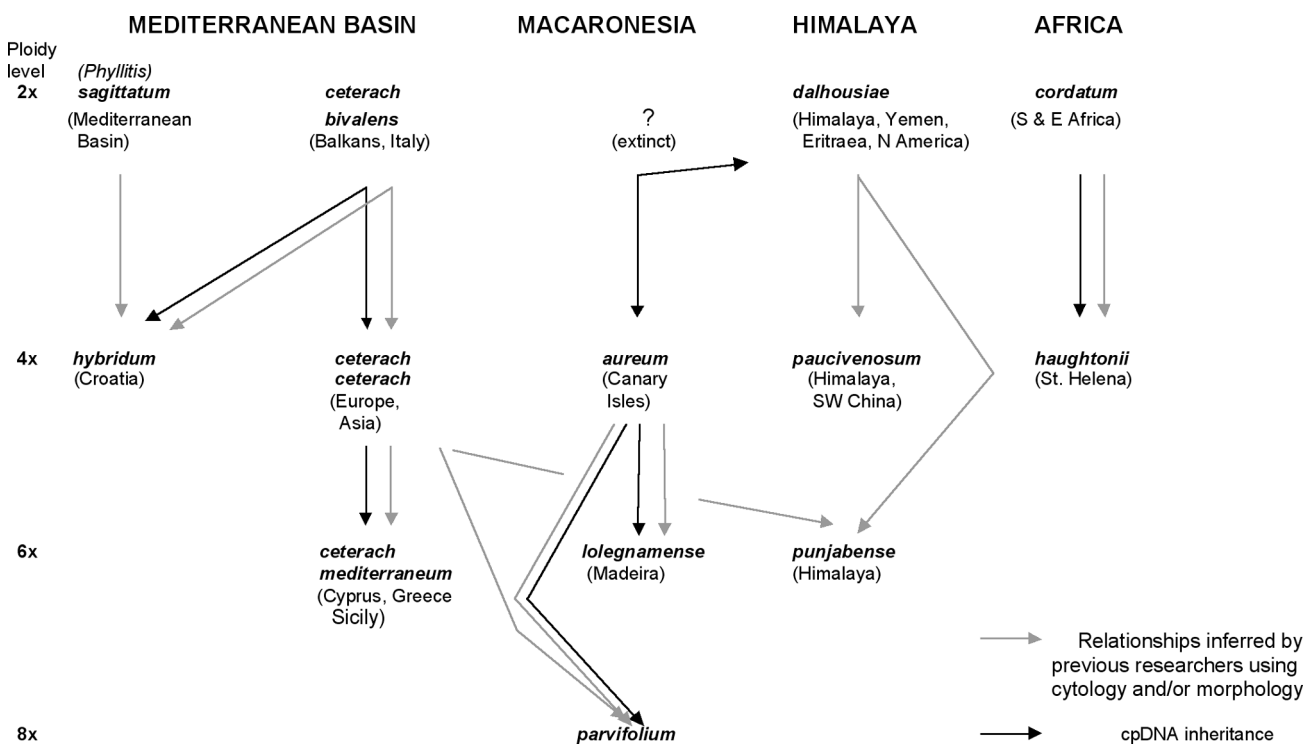 MEDITERRANEAN BASIN
MACARONESIA
HIMALAYA
AFRICA
Ploidy
level
2x
(Phyllitis)
sagittatum
(Mediterranean
Basin)
ceterach
bivalens
(Balkans, Italy)
?
(extinct)
dalhousiae
(Himalaya, Yemen,
Eritraea, N America)
cordatum
(S & E Africa)
4x
hybridum
(Croatia)
ceterach
ceterach
(Europe,
Asia)
aureum
(Canary
Isles)
paucivenosum
(Himalaya,
SW China)
haughtonii
(St. Helena)
6x
ceterach
mediterraneum
(Cyprus, Greece
Sicily)
lolegnamense
(Madeira)
punjabense
(Himalaya)
8x
parvifolium
Relationships inferred by
previous researchers using
cytology and/or morphology
cpDNA inheritance